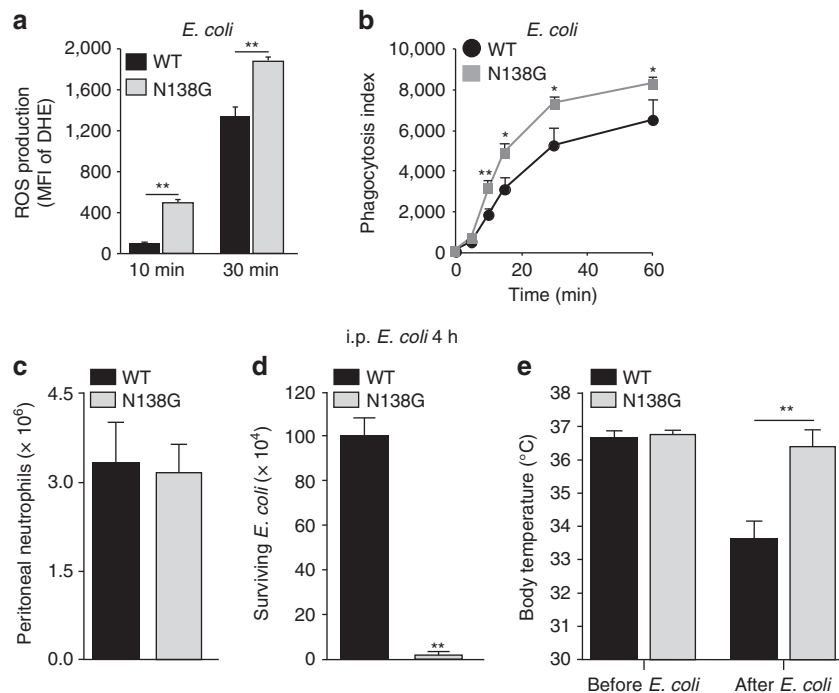 a
E. coli
ROS production
(MFI of DHE)
2,000
1,600
1,200
800
400
0
WT
N138G
**
**
10 min
30 min
b
E. coli
Phagocytosis index
10,000
8,000
6,000
4,000
2,000
0
WT
N138G
**
*
*
*
0
20
40
60
Time (min)
i.p. E. coli 4 h
c
WT
N138G
Peritoneal neutrophils (× 10⁶)
4.5
3.0
1.5
0.0
d
WT
N138G
Surviving E. coli (× 10⁴)
120
100
80
60
40
20
0
**
e
WT
N138G
Body temperature (°C)
38
37
36
35
34
33
32
31
30
**
Before E. coli
After E. coli